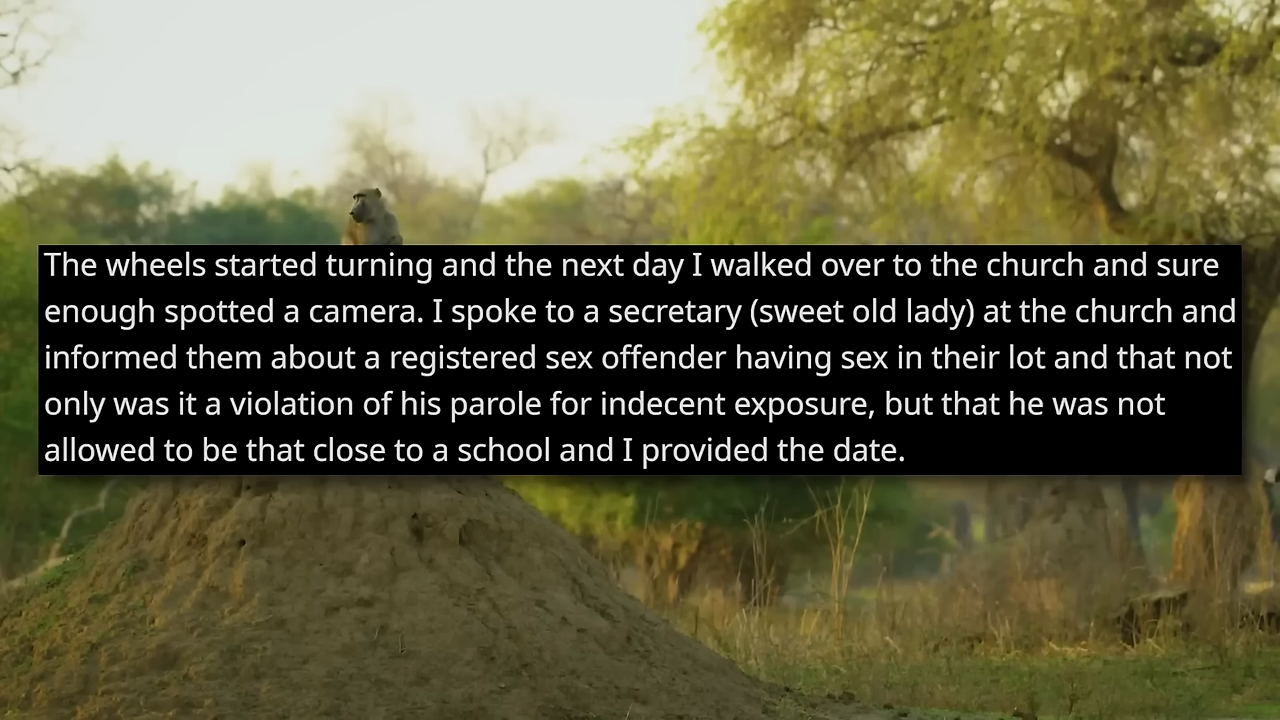 The wheels started turning and the next day I walked over to the church and sure
enough spotted a camera. I spoke to a secretary (sweet old lady) at the church and
informed them about a registered sex offender having sex in their lot and that not
only was it a violation of his parole for indecent exposure, but that he was not
allowed to be that close to a school and I provided the date.